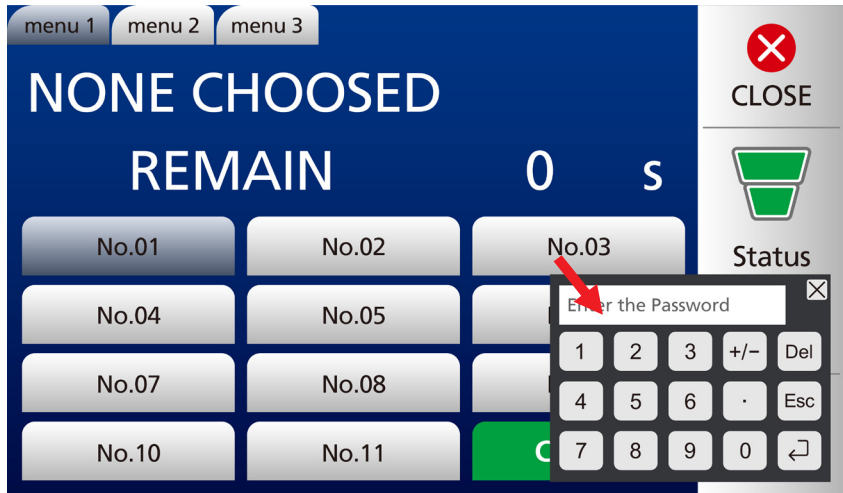 menu 1 menu 2 menu 3
NONE CHOOSED
REMAIN 0 s
CLOSE
Status
No.01 No.02 No.03
No.04 No.05
No.07 No.08
No.10 No.11
Enter the Password
1 2 3 +/− Del
4 5 6 · Esc
7 8 9 0